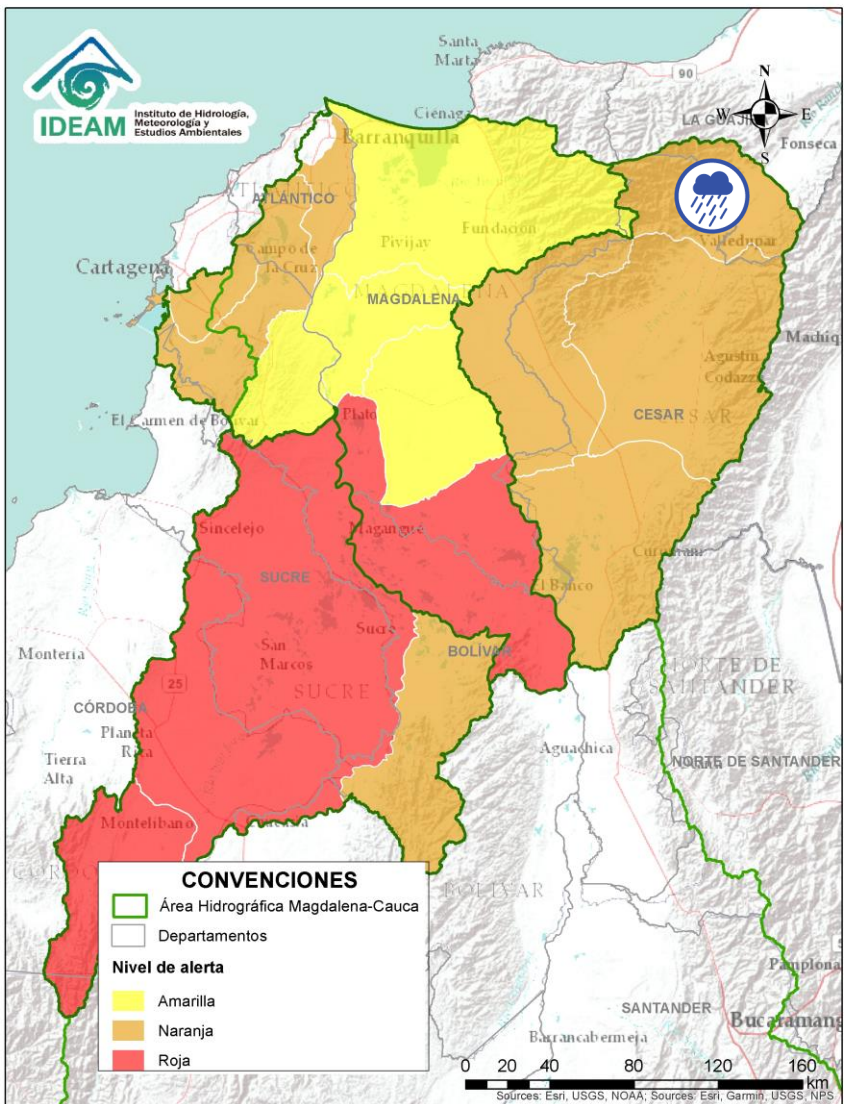 IDEAM
Instituto de Hidrología,
Meteorología y
Estudios Ambientales
Santa
Marta
90
N
W
E
S
LA GUAJI
Ciénaga
Fonseca
Barranquilla
ATLÁNTICO
Fundación
Pivijay
Valledupar
Campo de
la Cruz
Cartagena
MAGDALENA
MAGDALENA
Machiq
Agustín
Codazzi
CESAR
El Carmen de Bolívar
Plato
Sincelejo
Magangué
SUCRE
El Banco
Sucre
San
Marcos
BOLÍVAR
Montería
SUCRE
NORTE DE
SANTANDER
25
CÓRDOBA
Planeta
Rica
Aguachica
NORTE DE SANTANDER
Tierra
Alta
Montelíbano
Caucasia
BOLÍVAR
CONVENCIONES
Área Hidrográfica Magdalena-Cauca
Departamentos
Nivel de alerta
Amarilla
Naranja
Roja
Pamplona
SANTANDER
Bucaramang
Barrancabermeja
0 20 40 80 120 160
km
Sources: Esri, USGS, NOAA; Sources: Esri, Garmin, USGS, NPS